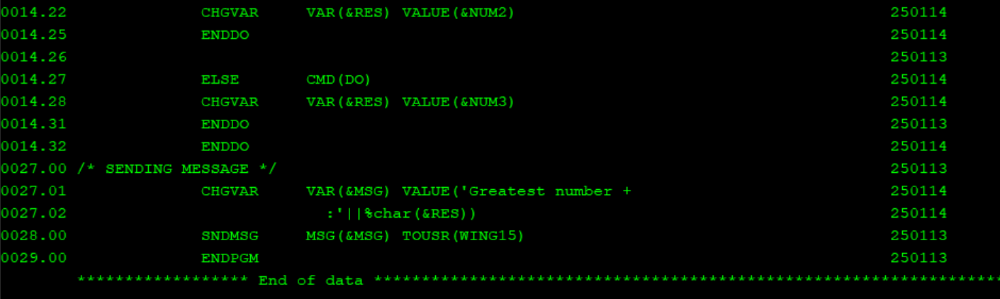 0014.22 CHGVAR VAR(&RES) VALUE(&NUM2) 250114
0014.25 ENDDO 250114
0014.26 250113
0014.27 ELSE CMD(DO) 250114
0014.28 CHGVAR VAR(&RES) VALUE(&NUM3) 250114
0014.31 ENDDO 250113
0014.32 ENDDO 250114
0027.00 /* SENDING MESSAGE */ 250113
0027.01 CHGVAR VAR(&MSG) VALUE('Greatest number + 250114
0027.02 :'||%char(&RES)) 250114
0028.00 SNDMSG MSG(&MSG) TOUSR(WING15) 250113
0029.00 ENDPGM 250113
****************** End of data ******************************************************************